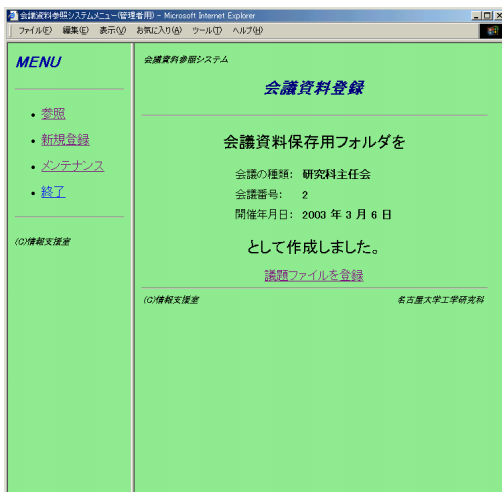 会議資料参照システムメニュー(管理者用) - Microsoft Internet Explorer
ファイル(F) 編集(E) 表示(V) お気に入り(A) ツール(T) ヘルプ(H)
MENU
・参照
・新規登録
・メンテナンス
・終了
(C)情報支援室
会議資料参照システム
会議資料登録
会議資料保存用フォルダを
会議の種類: 研究科主任会
会議番号: 2
開催年月日: 2003 年 3 月 6 日
として作成しました。
議題ファイルを登録
(C)情報支援室 名古屋大学工学研究科